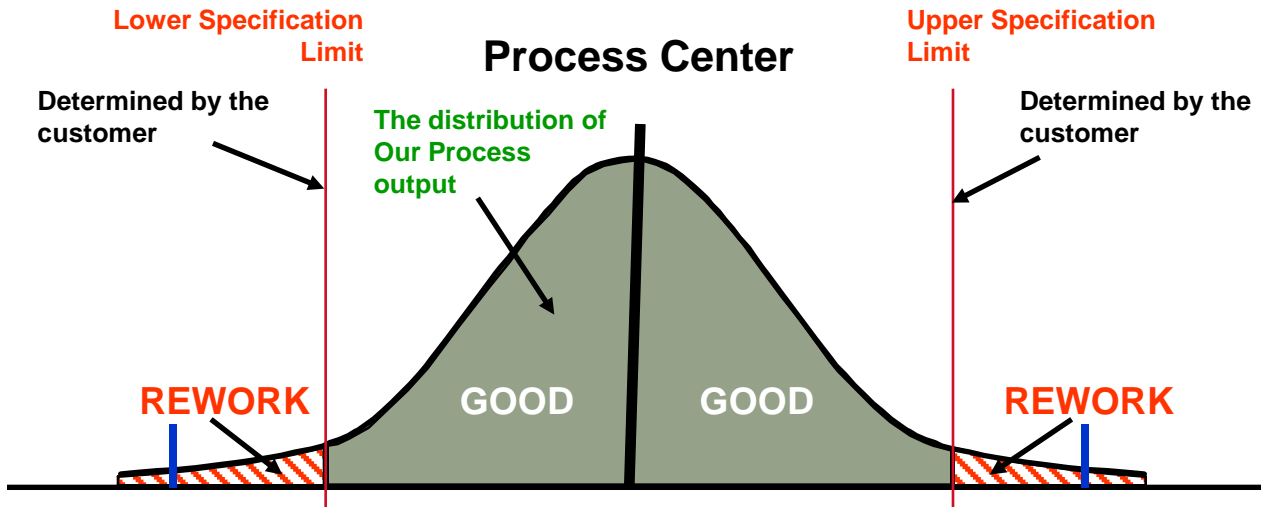 Lower Specification
Limit
Upper Specification
Limit
Process Center
Determined by the
customer
The distribution of
Our Process
output
Determined by the
customer
REWORK
GOOD
GOOD
REWORK